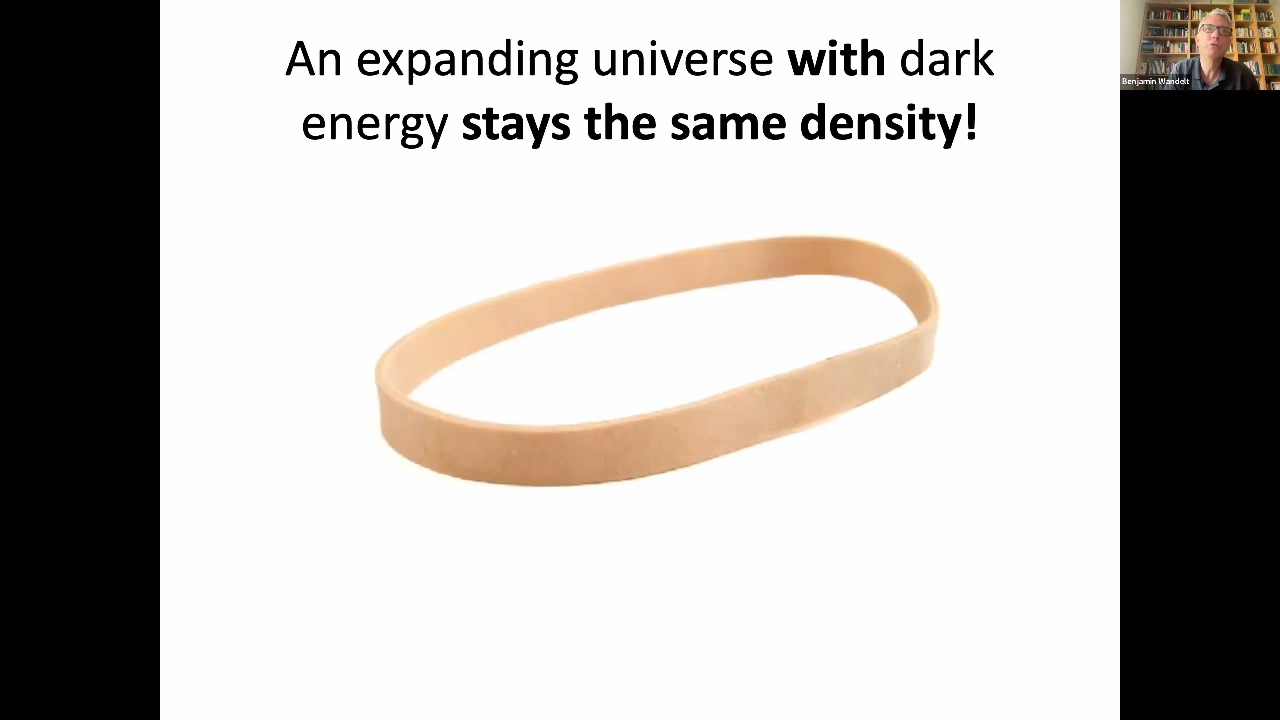 An expanding universe with dark
energy stays the same density!
Benjamin Wandelt